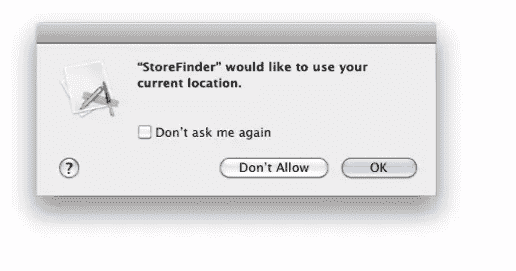 “StoreFinder” would like to use your
current location.
Don't ask me again
?
Don't Allow
OK